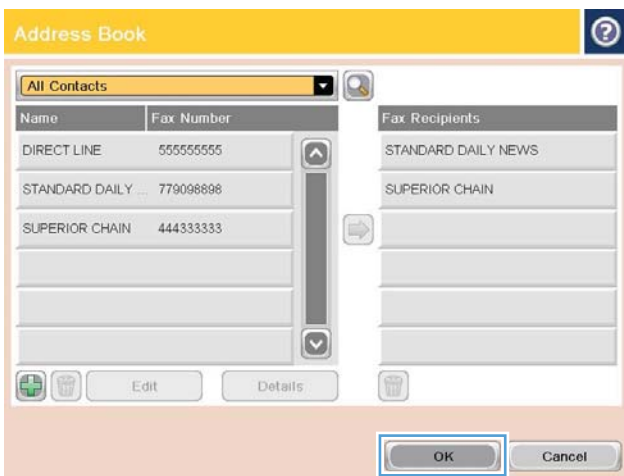 Address Book
?
All Contacts
Name Fax Number
DIRECT LINE 555555555
STANDARD DAILY ... 779098898
SUPERIOR CHAIN 444333333
Edit Details
Fax Recipients
STANDARD DAILY NEWS
SUPERIOR CHAIN
OK Cancel